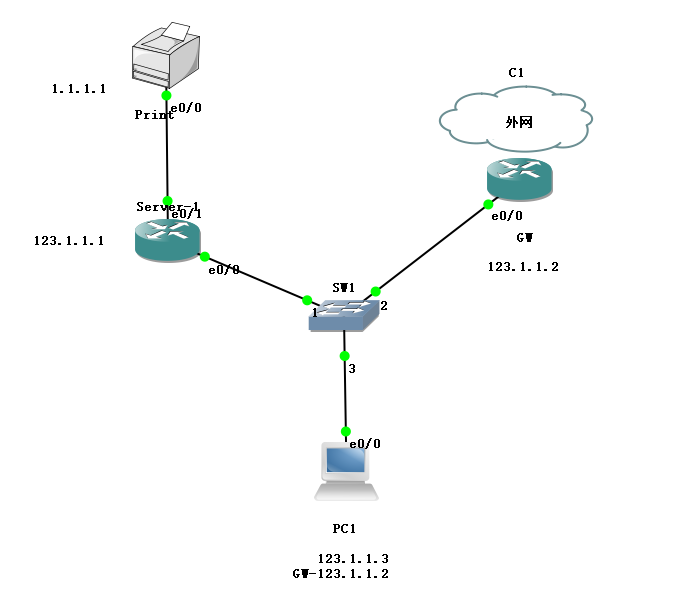 C1
外网
1.1.1.1
e0/0
Print
Server-1
e0/1
e0/0
GW
123.1.1.1
123.1.1.2
e0/0
SW1
1
2
3
e0/0
PC1
123.1.1.3
GW-123.1.1.2